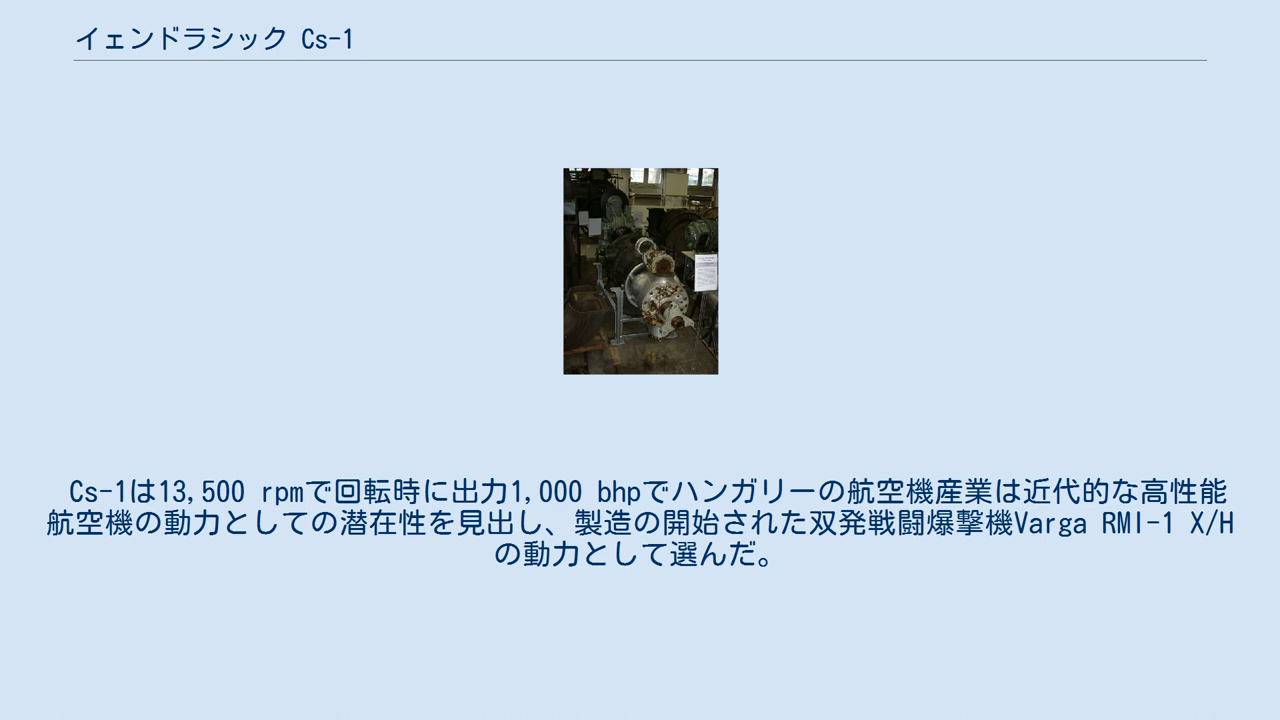 イェンドラシック Cs-1
Cs-1は13,500 rpmで回転時に出力1,000 bhpでハンガリーの航空機産業は近代的な高性能
航空機の動力としての潜在性を見出し、製造の開始された双発戦闘爆撃機Varga RMI-1 X/H
の動力として選んだ。